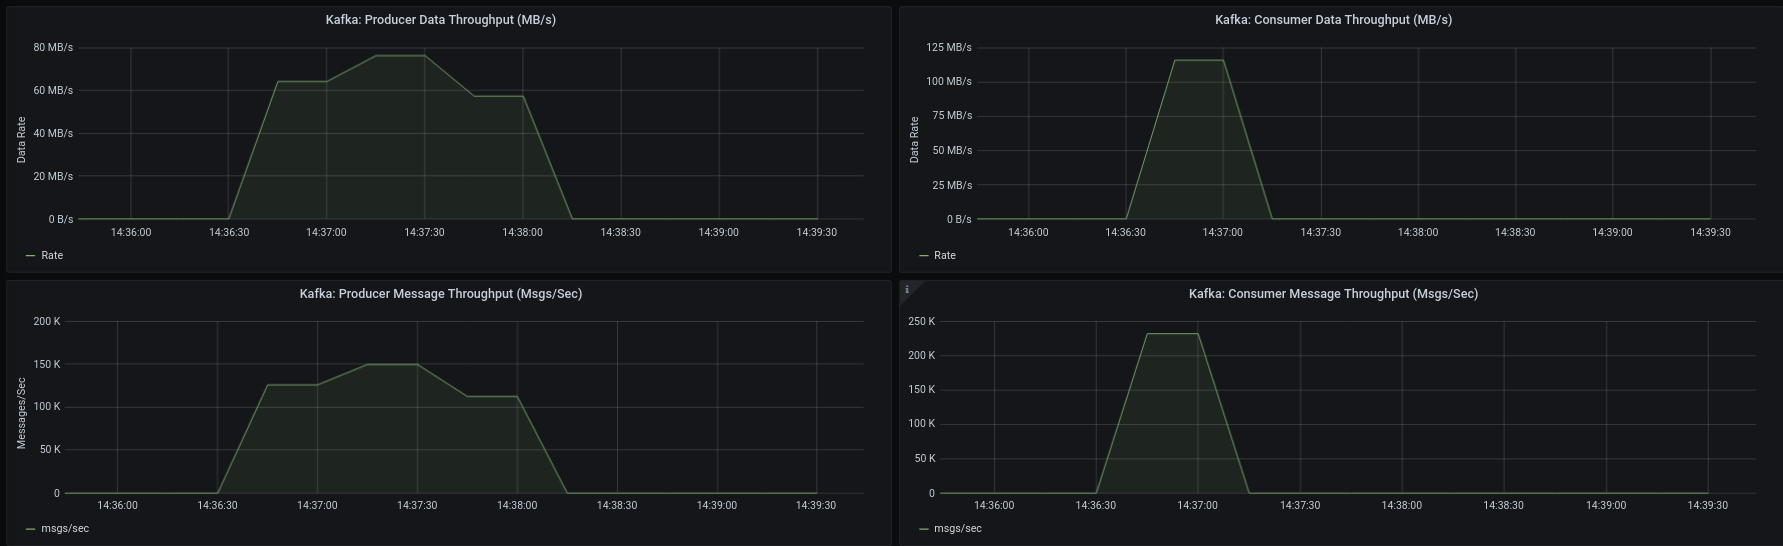 Kafka: Producer Data Throughput (MB/s)
80 MB/s
60 MB/s
40 MB/s
20 MB/s
0 B/s
Data Rate
14:36:00 14:36:30 14:37:00 14:37:30 14:38:00 14:38:30 14:39:00 14:39:30
Rate
Kafka: Consumer Data Throughput (MB/s)
125 MB/s
100 MB/s
75 MB/s
50 MB/s
25 MB/s
0 B/s
Data Rate
14:36:00 14:36:30 14:37:00 14:37:30 14:38:00 14:38:30 14:39:00 14:39:30
Rate
Kafka: Producer Message Throughput (Msgs/Sec)
200 K
150 K
100 K
50 K
0
Messages/Sec
14:36:00 14:36:30 14:37:00 14:37:30 14:38:00 14:38:30 14:39:00 14:39:30
msgs/sec
i
Kafka: Consumer Message Throughput (Msgs/Sec)
250 K
200 K
150 K
100 K
50 K
0
14:36:00 14:36:30 14:37:00 14:37:30 14:38:00 14:38:30 14:39:00 14:39:30
msgs/sec